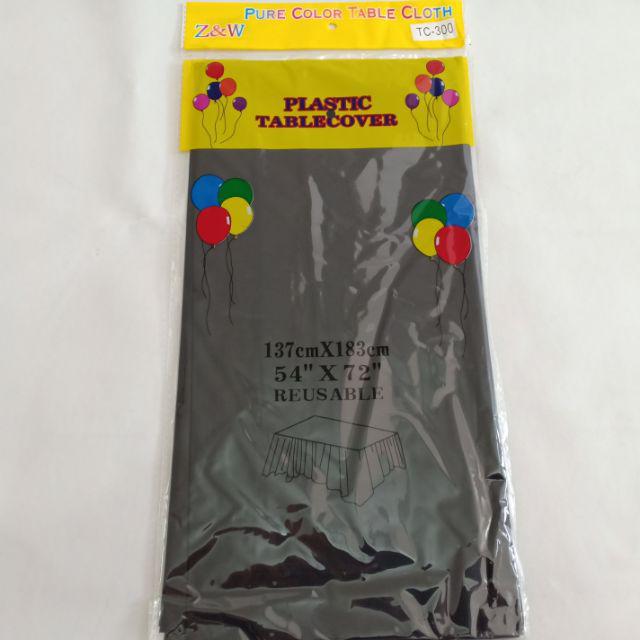 PURE COLOR TABLE CLOTH
Z&W
TC-300
PLASTIC
TABLECOVER
137cmX183cm
54" X 72"
REUSABLE